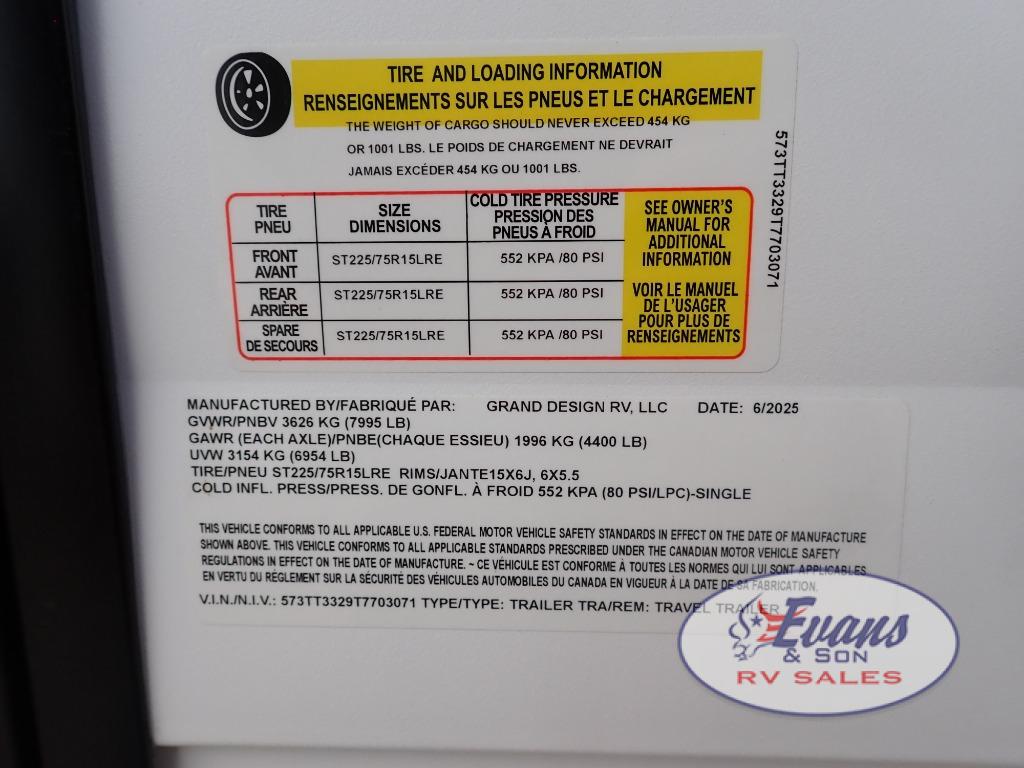 TIRE AND LOADING INFORMATION
RENSEIGNEMENTS SUR LES PNEUS ET LE CHARGEMENT
THE WEIGHT OF CARGO SHOULD NEVER EXCEED 454 KG
OR 1001 LBS. LE POIDS DE CHARGEMENT NE DEVRAIT
JAMAIS EXCÉDER 454 KG OU 1001 LBS.
TIRE
PNEU
SIZE
DIMENSIONS
COLD TIRE PRESSURE
PRESSION DES
PNEUS À FROID
FRONT
AVANT
ST225/75R15LRE
552 KPA /80 PSI
REAR
ARRIÈRE
ST225/75R15LRE
552 KPA /80 PSI
SPARE
DE SECOURS
ST225/75R15LRE
552 KPA /80 PSI
SEE OWNER'S
MANUAL FOR
ADDITIONAL
INFORMATION
VOIR LE MANUEL
DE L'USAGER
POUR PLUS DE
RENSEIGNEMENTS
573TT3329T7703071
MANUFACTURED BY/FABRIQUÉ PAR: GRAND DESIGN RV, LLC DATE: 6/2025
GVWR/PNBV 3626 KG (7995 LB)
GAWR (EACH AXLE)/PNBE(CHAQUE ESSIEU) 1996 KG (4400 LB)
UVW 3154 KG (6954 LB)
TIRE/PNEU ST225/75R15LRE RIMS/JANTE15X6J, 6X5.5
COLD INFL. PRESS/PRESS. DE GONFL. À FROID 552 KPA (80 PSI/LPC)-SINGLE
THIS VEHICLE CONFORMS TO ALL APPLICABLE U.S. FEDERAL MOTOR VEHICLE SAFETY STANDARDS IN EFFECT ON THE DATE OF MANUFACTURE
SHOWN ABOVE. THIS VEHICLE CONFORMS TO ALL APPLICABLE STANDARDS PRESCRIBED UNDER THE CANADIAN MOTOR VEHICLE SAFETY
REGULATIONS IN EFFECT ON THE DATE OF MANUFACTURE. ~ CE VÉHICULE EST CONFORME À TOUTES LES NORMES QUI LUI SONT APPLICABLES
EN VERTU DU RÉGLEMENT SUR LA SÉCURITÉ DES VÉHICULES AUTOMOBILES DU CANADA EN VIGUEUR À LA DATE DE SA FABRICATION.
V.I.N./N.I.V.: 573TT3329T7703071 TYPE/TYPE: TRAILER TRA/REM: TRAVEL TRAILER
Evans
& SON
RV SALES